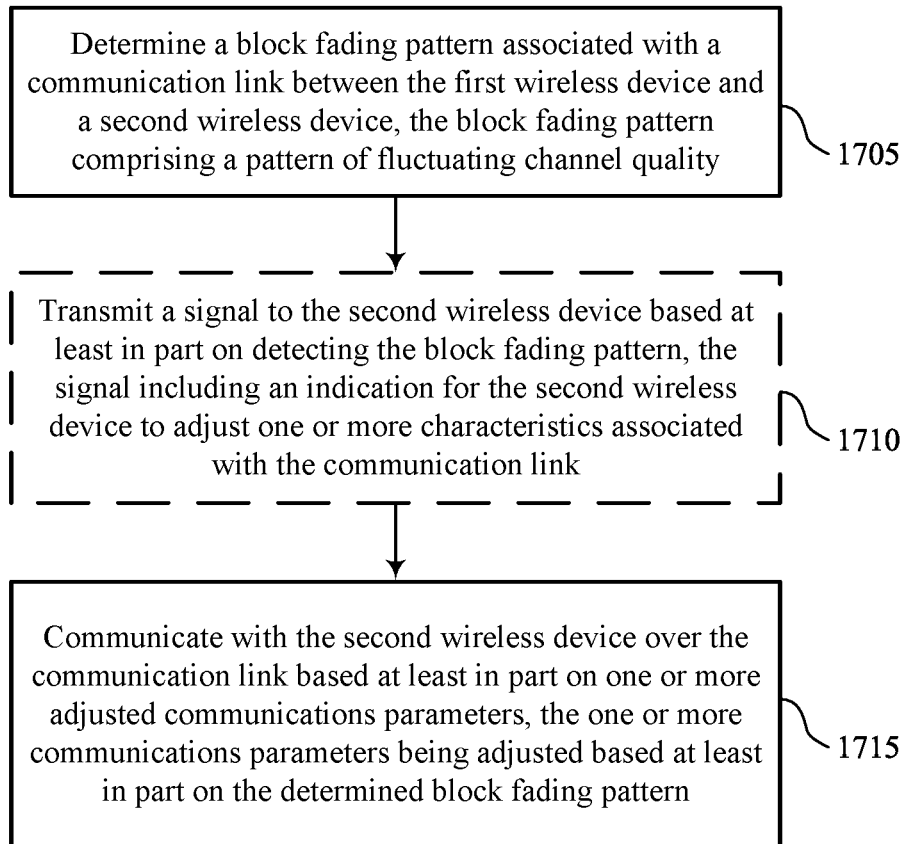 Determine a block fading pattern associated with a
communication link between the first wireless device and
a second wireless device, the block fading pattern
comprising a pattern of fluctuating channel quality
1705
Transmit a signal to the second wireless device based at
least in part on detecting the block fading pattern, the
signal including an indication for the second wireless
device to adjust one or more characteristics associated
with the communication link
1710
Communicate with the second wireless device over the
communication link based at least in part on one or more
adjusted communications parameters, the one or more
communications parameters being adjusted based at least
in part on the determined block fading pattern
1715